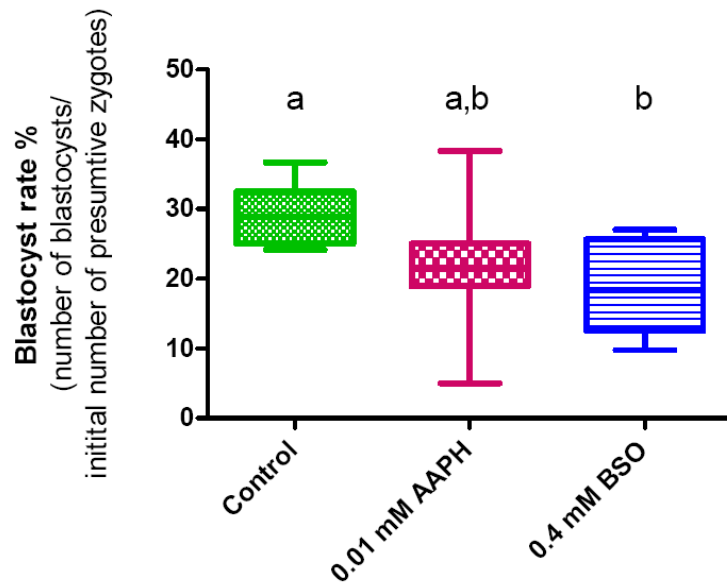 Blastocyst rate %
(number of blastocysts/
initital number of presumtive zygotes)
50
40
30
20
10
0
a
a,b
b
Control
0.01 mM AAPH
0.4 mM BSO